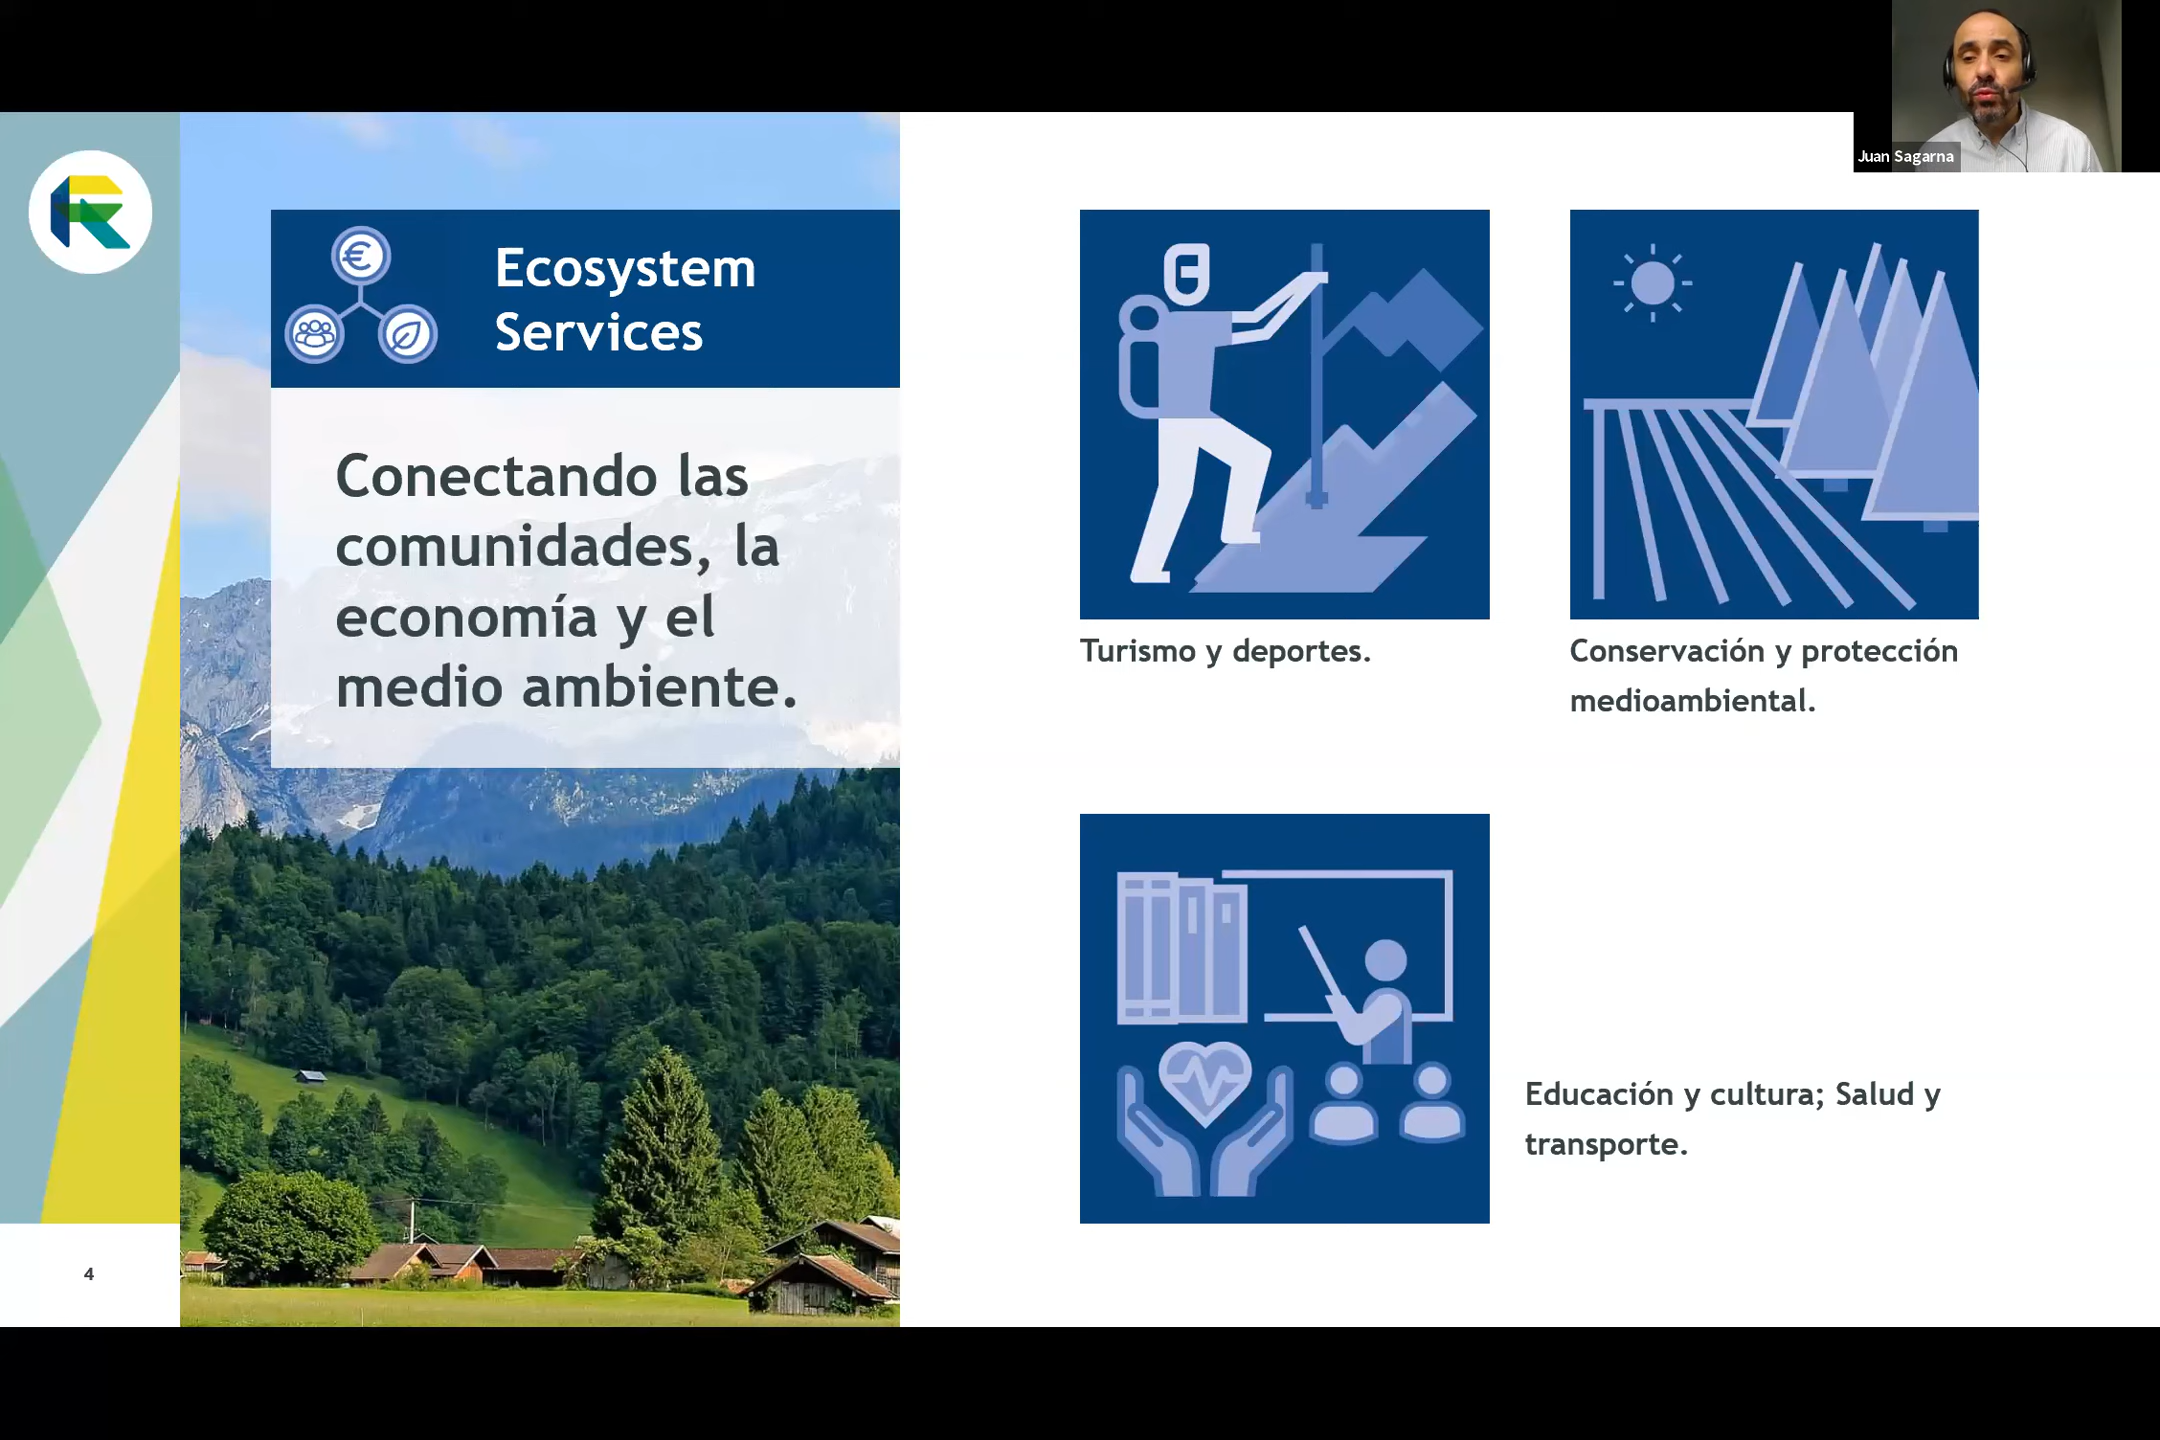 Juan Sagarna
Ecosystem
Services
Conectando las
comunidades, la
economía y el
medio ambiente.
Turismo y deportes.
Conservación y protección
medioambiental.
Educación y cultura; Salud y
transporte.
4